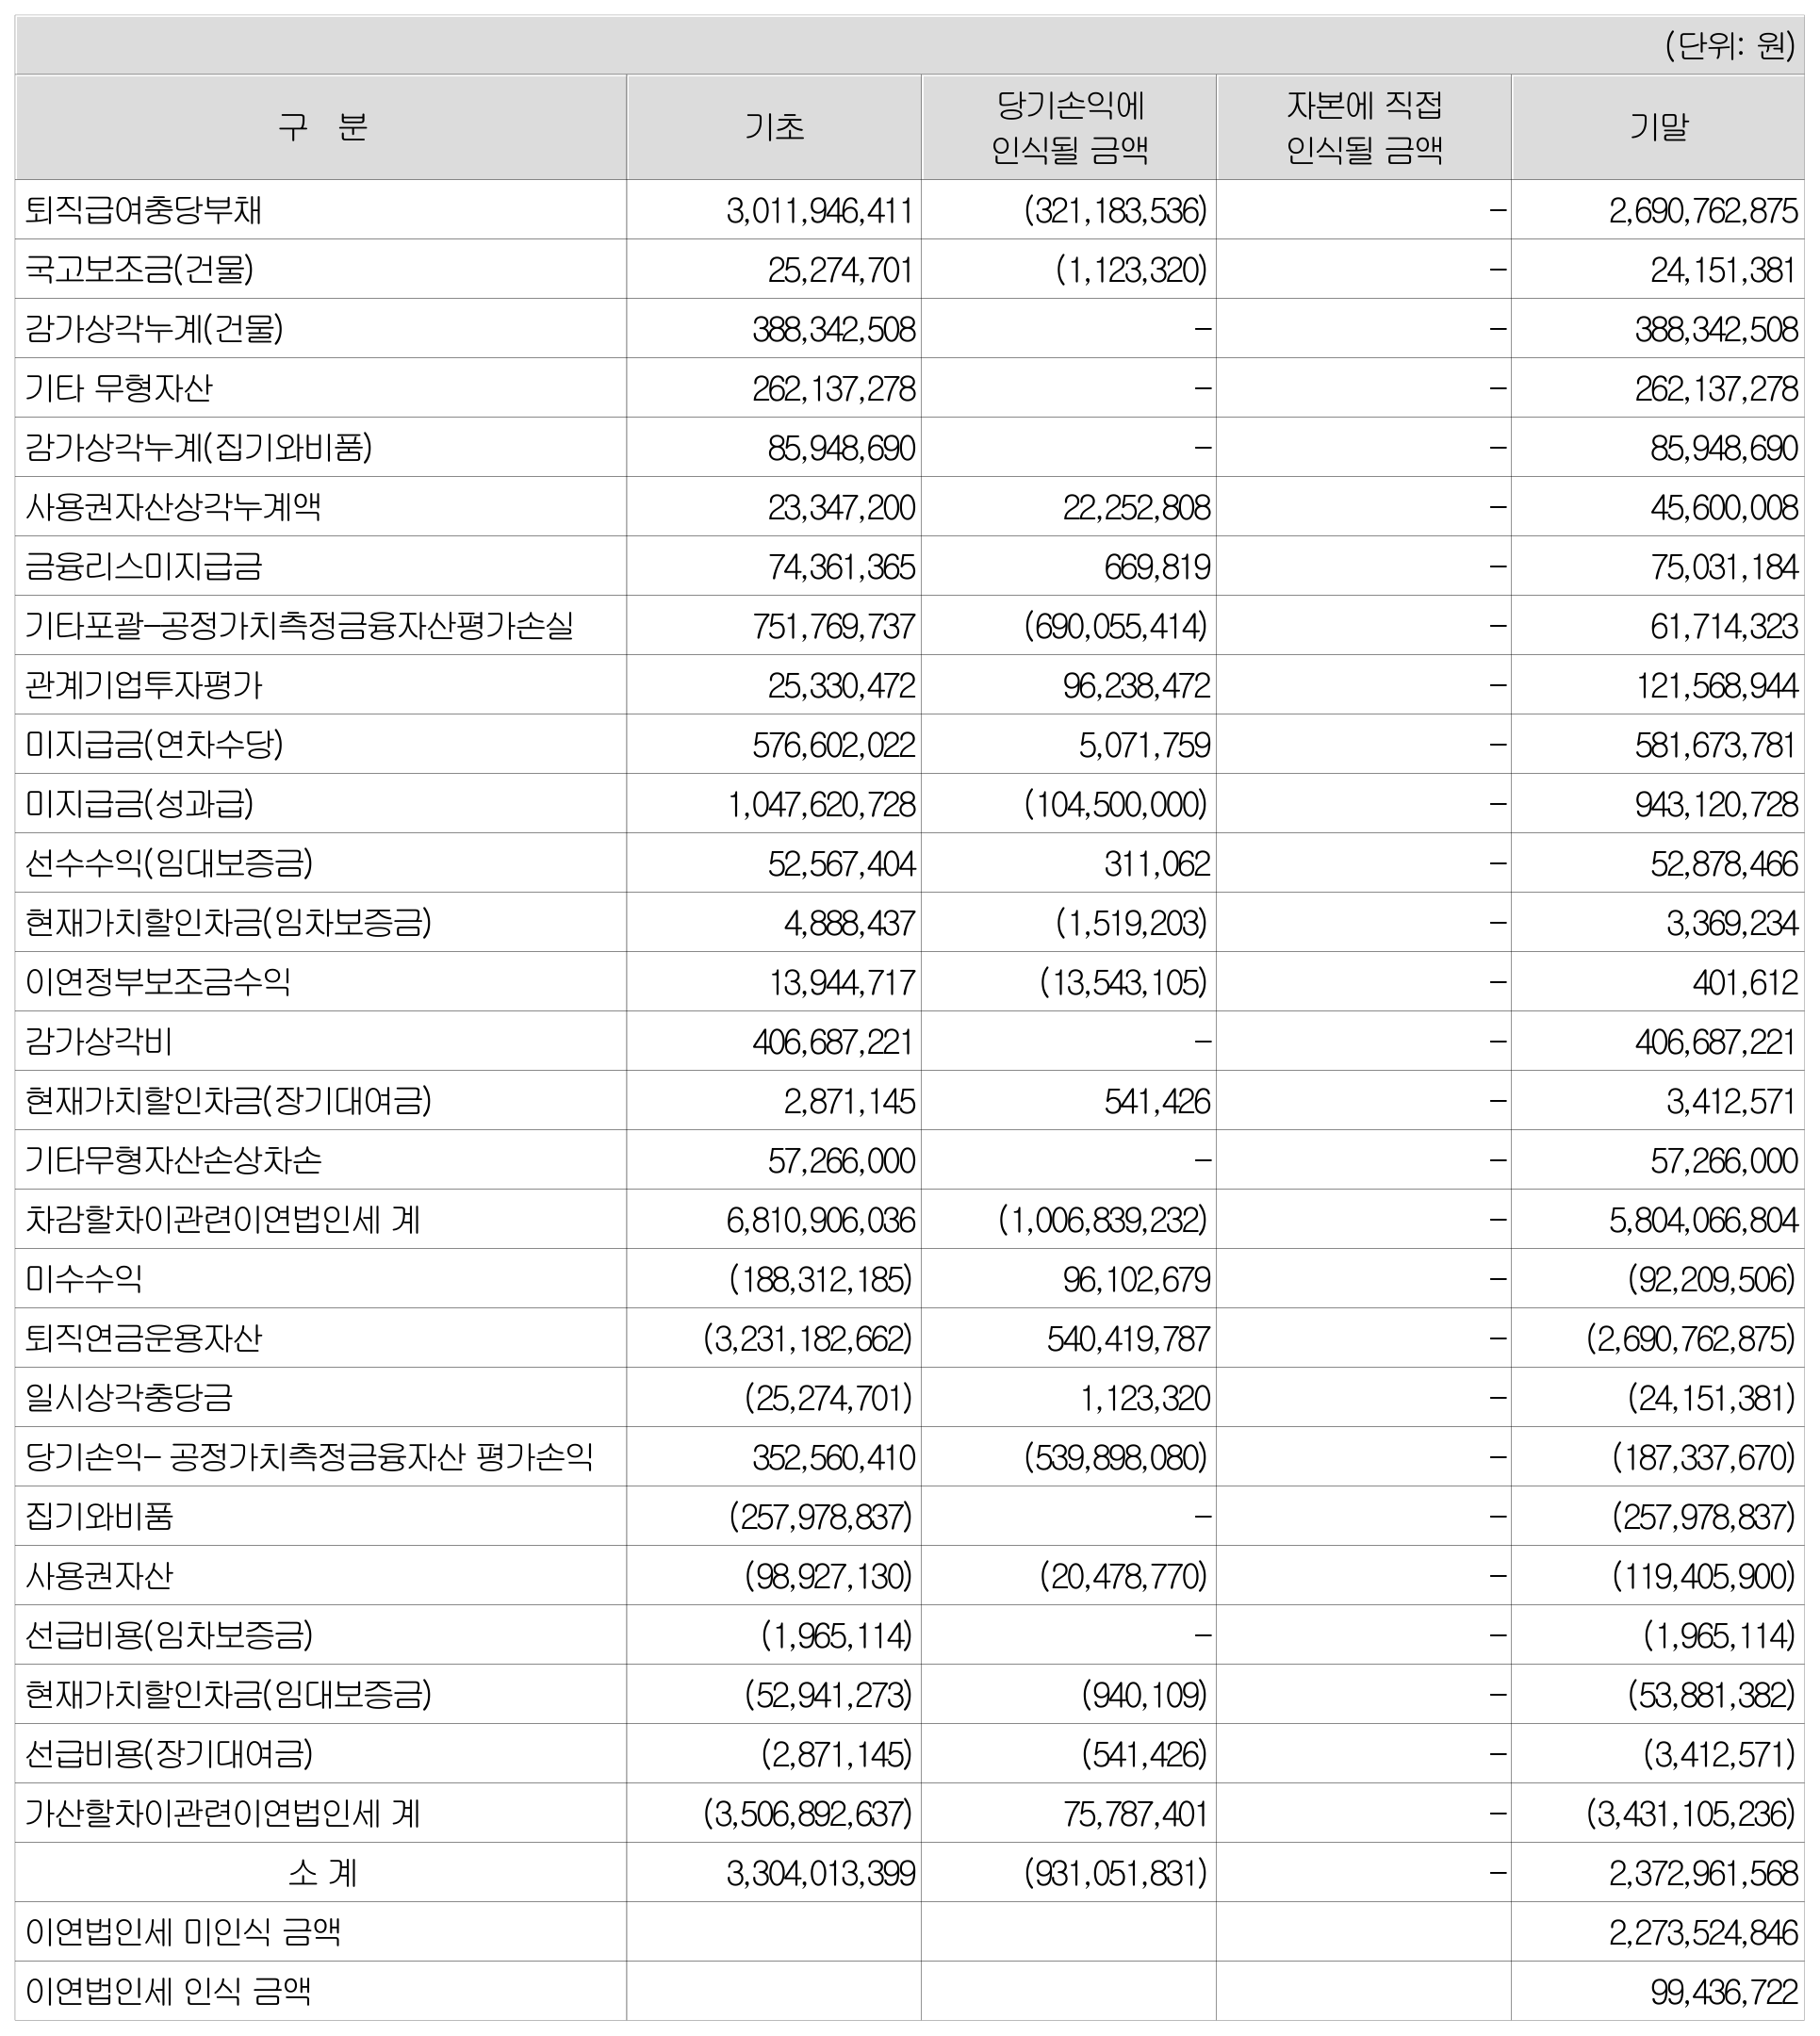 (단위: 원)
구 분 기초 당기손익에 인식될 금액 자본에 직접 인식될 금액 기말
퇴직급여충당부채 3,011,946,411 (321,183,536) – 2,690,762,875
국고보조금(건물) 25,274,701 (1,123,320) – 24,151,381
감가상각누계(건물) 388,342,508 – – 388,342,508
기타 무형자산 262,137,278 – – 262,137,278
감가상각누계(집기와비품) 85,948,690 – – 85,948,690
사용권자산상각누계액 23,347,200 22,252,808 – 45,600,008
금융리스미지급금 74,361,365 669,819 – 75,031,184
기타포괄–공정가치측정금융자산평가손실 751,769,737 (690,055,414) – 61,714,323
관계기업투자평가 25,330,472 96,238,472 – 121,568,944
미지급금(연차수당) 576,602,022 5,071,759 – 581,673,781
미지급금(성과급) 1,047,620,728 (104,500,000) – 943,120,728
선수수익(임대보증금) 52,567,404 311,062 – 52,878,466
현재가치할인차금(임차보증금) 4,888,437 (1,519,203) – 3,369,234
이연정부보조금수익 13,944,717 (13,543,105) – 401,612
감가상각비 406,687,221 – – 406,687,221
현재가치할인차금(장기대여금) 2,871,145 541,426 – 3,412,571
기타무형자산손상차손 57,266,000 – – 57,266,000
차감할차이관련이연법인세 계 6,810,906,036 (1,006,839,232) – 5,804,066,804
미수수익 (188,312,185) 96,102,679 – (92,209,506)
퇴직연금운용자산 (3,231,182,662) 540,419,787 – (2,690,762,875)
일시상각충당금 (25,274,701) 1,123,320 – (24,151,381)
당기손익– 공정가치측정금융자산 평가손익 352,560,410 (539,898,080) – (187,337,670)
집기와비품 (257,978,837) – – (257,978,837)
사용권자산 (98,927,130) (20,478,770) – (119,405,900)
선급비용(임차보증금) (1,965,114) – – (1,965,114)
현재가치할인차금(임대보증금) (52,941,273) (940,109) – (53,881,382)
선급비용(장기대여금) (2,871,145) (541,426) – (3,412,571)
가산할차이관련이연법인세 계 (3,506,892,637) 75,787,401 – (3,431,105,236)
소 계 3,304,013,399 (931,051,831) – 2,372,961,568
이연법인세 미인식 금액 2,273,524,846
이연법인세 인식 금액 99,436,722